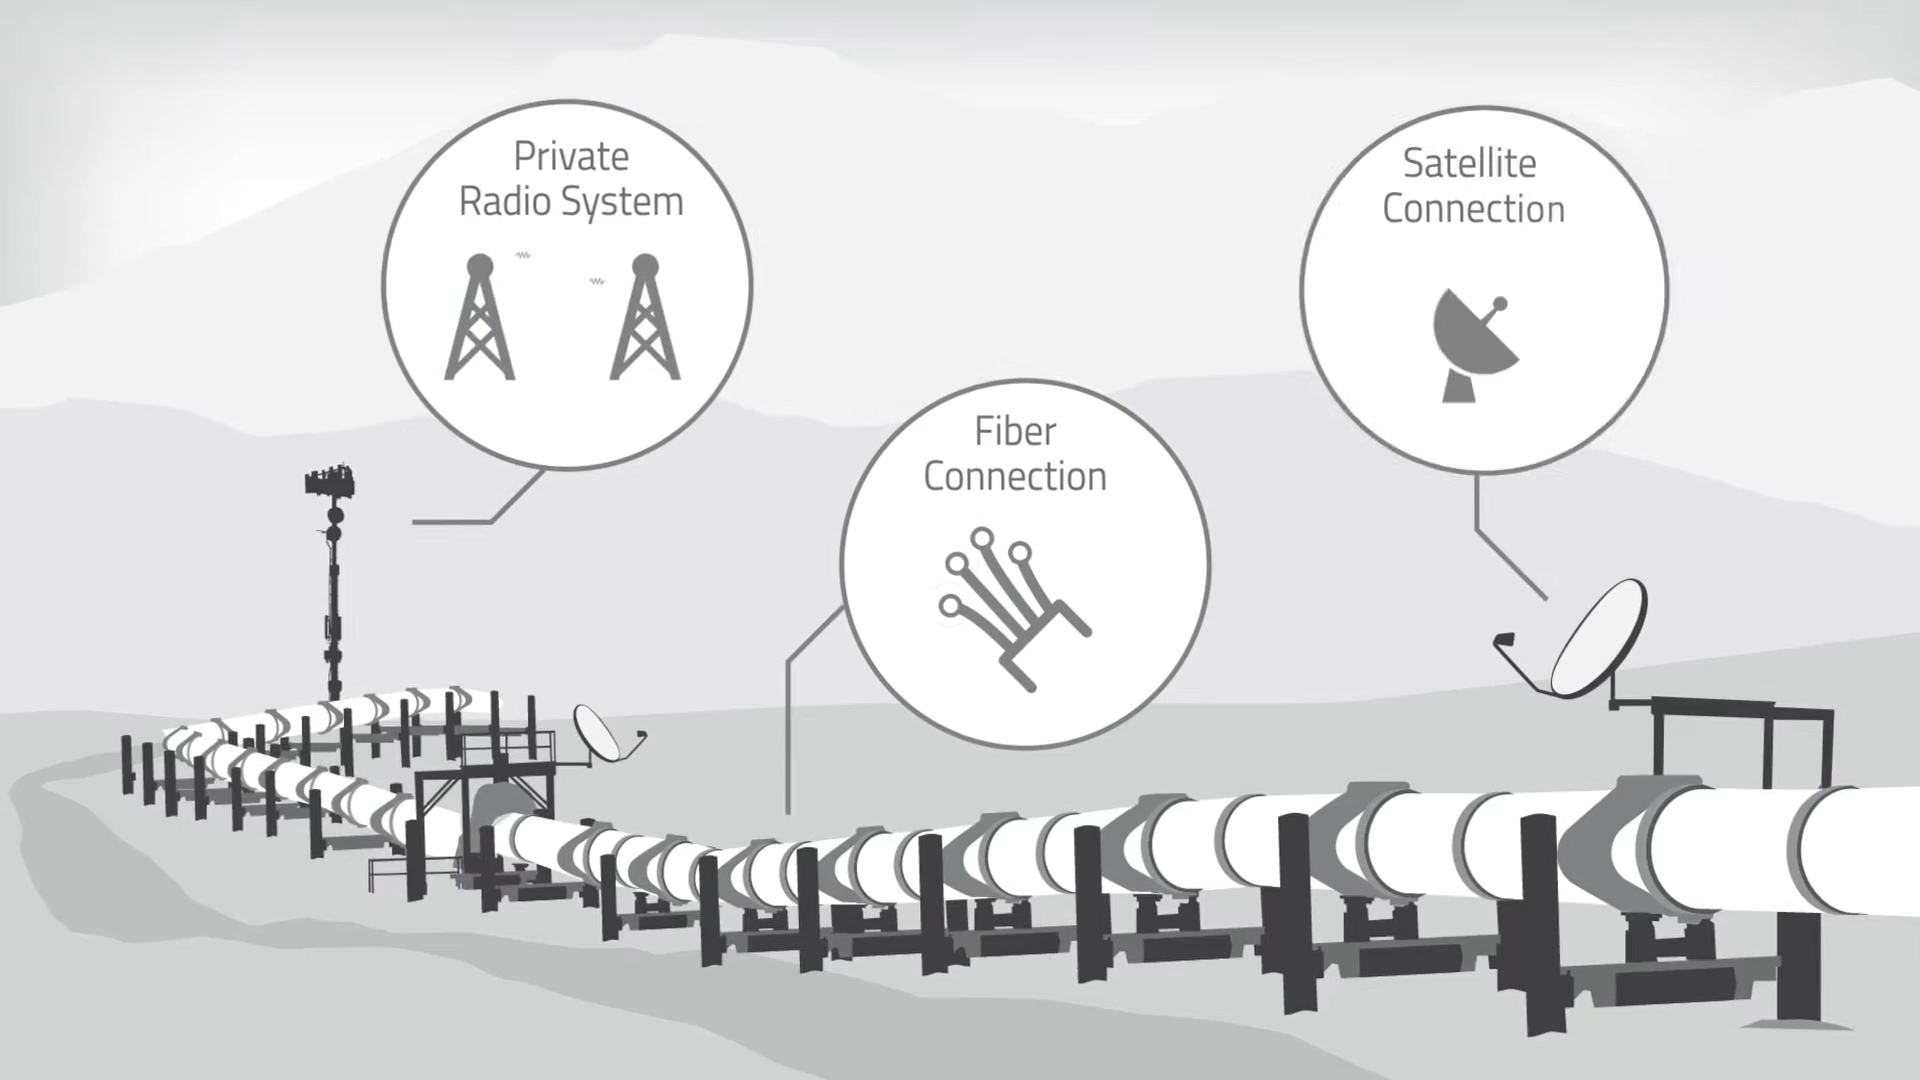 Private
Radio System
Fiber
Connection
Satellite
Connection